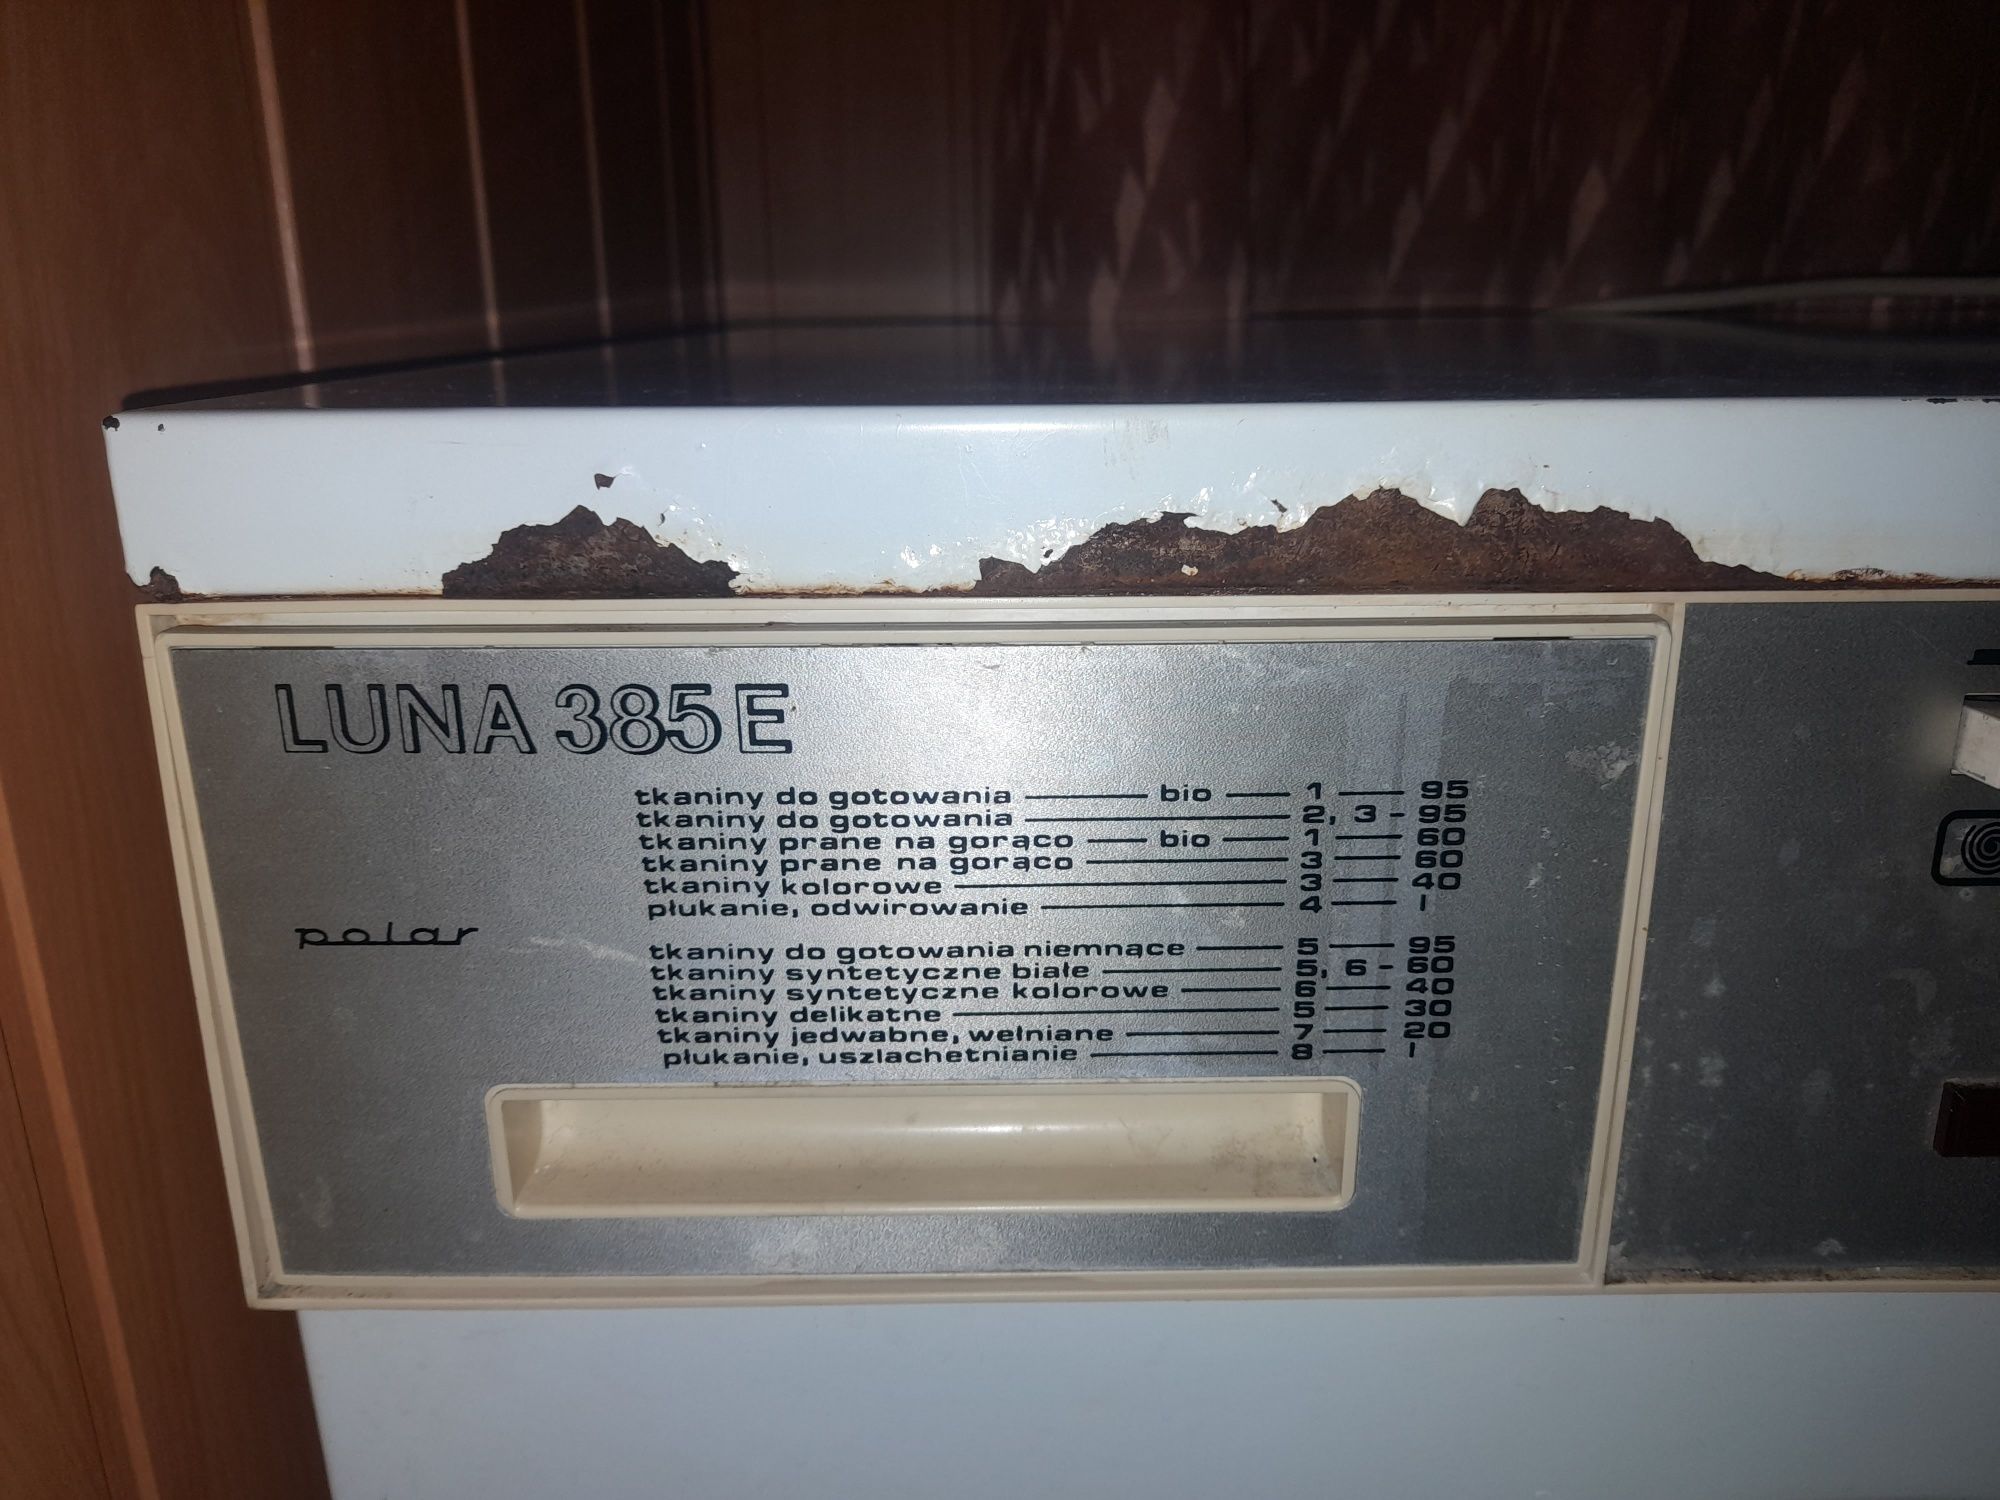 LUNA 385 E
tkaniny do gotowania — bio — 1 — 95
tkaniny do gotowania — 2, 3 - 95
tkaniny prane na gorąco — bio — 1 — 60
tkaniny prane na gorąco — 3 — 60
tkaniny kolorowe — 3 — 40
płukanie, odwirowanie — 4 — I
polar
tkaniny do gotowania niemnące — 5 — 95
tkaniny syntetyczne białe — 5, 6 - 60
tkaniny syntetyczne kolorowe — 6 — 40
tkaniny delikatne — 5 — 30
tkaniny jedwabne, wełniane — 7 — 20
płukanie, uszlachetnianie — 8 — I